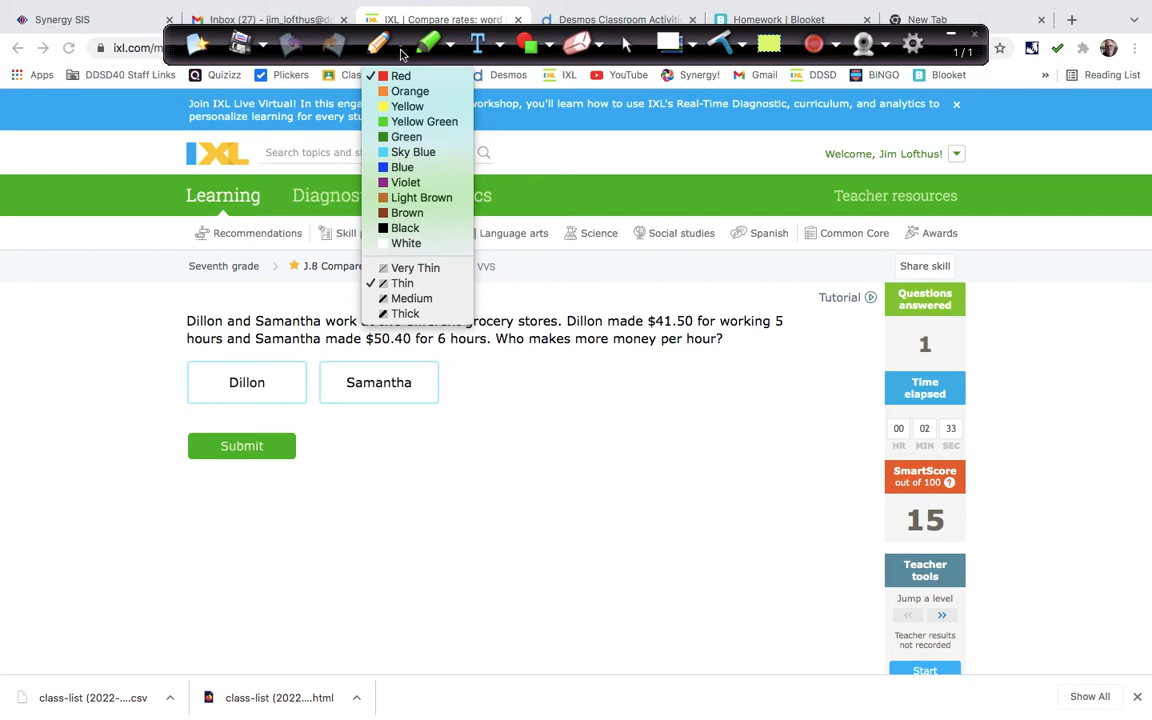 Synergy SIS
Inbox (27) - jim_lofthus@d
IXL | Compare rates: word
Desmos Classroom Activiti
Homework | Blooket
New Tab
ixl.com/m
1 / 1
Apps
DDSD40 Staff Links
Quizizz
Plickers
Clas
Desmos
IXL
YouTube
Synergy!
Gmail
DDSD
BINGO
Blooket
»
Reading List
Red
Orange
Yellow
Yellow Green
Green
Sky Blue
Blue
Violet
Light Brown
Brown
Black
White
Very Thin
Thin
Medium
Thick
Join IXL Live Virtual! In this enga
workshop, you'll learn how to use IXL's Real-Time Diagnostic, curriculum, and analytics to
personalize learning for every stu
IXL
Search topics and s
Welcome, Jim Lofthus!
Learning
Diagnos
cs
Teacher resources
Recommendations
Skill p
Language arts
Science
Social studies
Spanish
Common Core
Awards
Seventh grade
J.8 Compare
VVS
Share skill
Tutorial
Dillon and Samantha work at two different grocery stores. Dillon made $41.50 for working 5
hours and Samantha made $50.40 for 6 hours. Who makes more money per hour?
Dillon
Samantha
Submit
Questions
answered
1
Time
elapsed
00 02 33
HR MIN SEC
SmartScore
out of 100 ?
15
Teacher
tools
Jump a level
« »
Teacher results
not recorded
Start
class-list (2022-....csv
class-list (2022....html
Show All